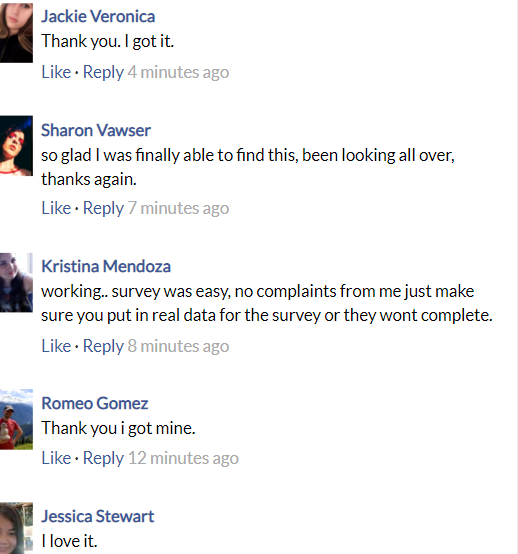 Jackie Veronica
Thank you. I got it.
Like · Reply 4 minutes ago
Sharon Vawser
so glad I was finally able to find this, been looking all over,
thanks again.
Like · Reply 7 minutes ago
Kristina Mendoza
working.. survey was easy, no complaints from me just make
sure you put in real data for the survey or they wont complete.
Like · Reply 8 minutes ago
Romeo Gomez
Thank you i got mine.
Like · Reply 12 minutes ago
Jessica Stewart
I love it.